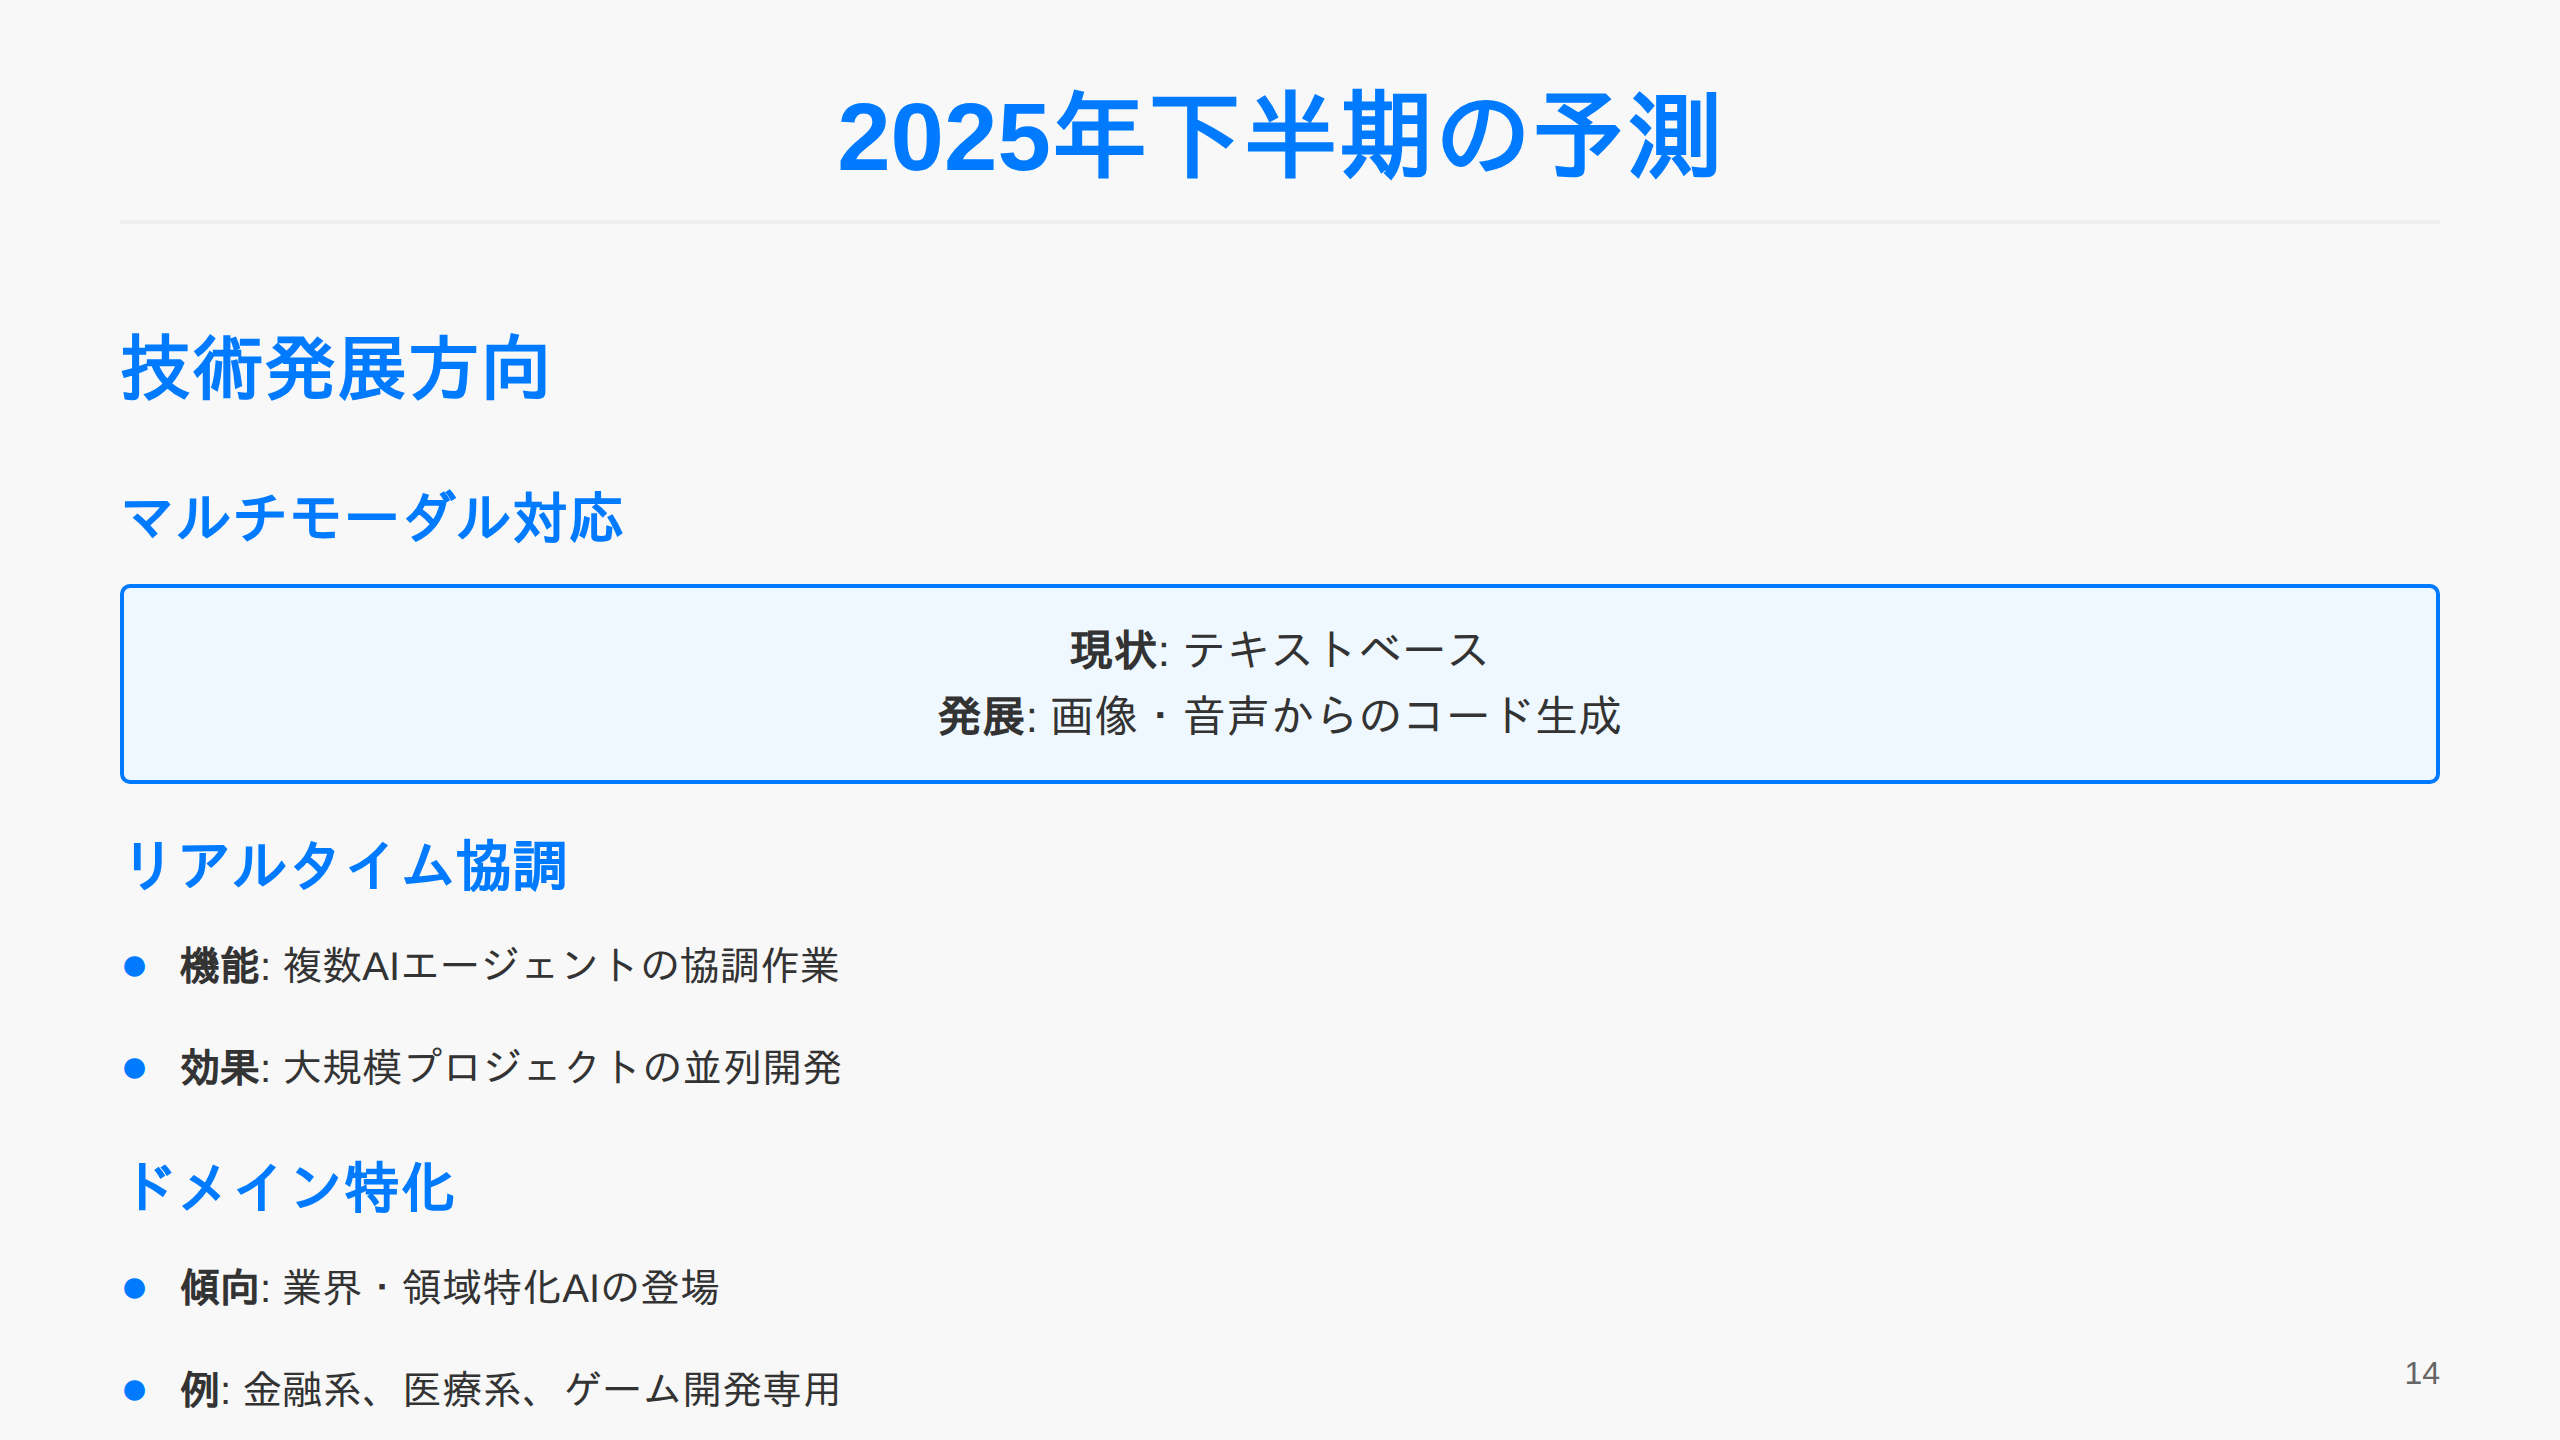 2025年下半期の予測
技術発展方向
マルチモーダル対応
現状: テキストベース
発展: 画像・音声からのコード生成
リアルタイム協調
● 機能: 複数AIエージェントの協調作業
● 効果: 大規模プロジェクトの並列開発
ドメイン特化
● 傾向: 業界・領域特化AIの登場
● 例: 金融系、医療系、ゲーム開発専用
14